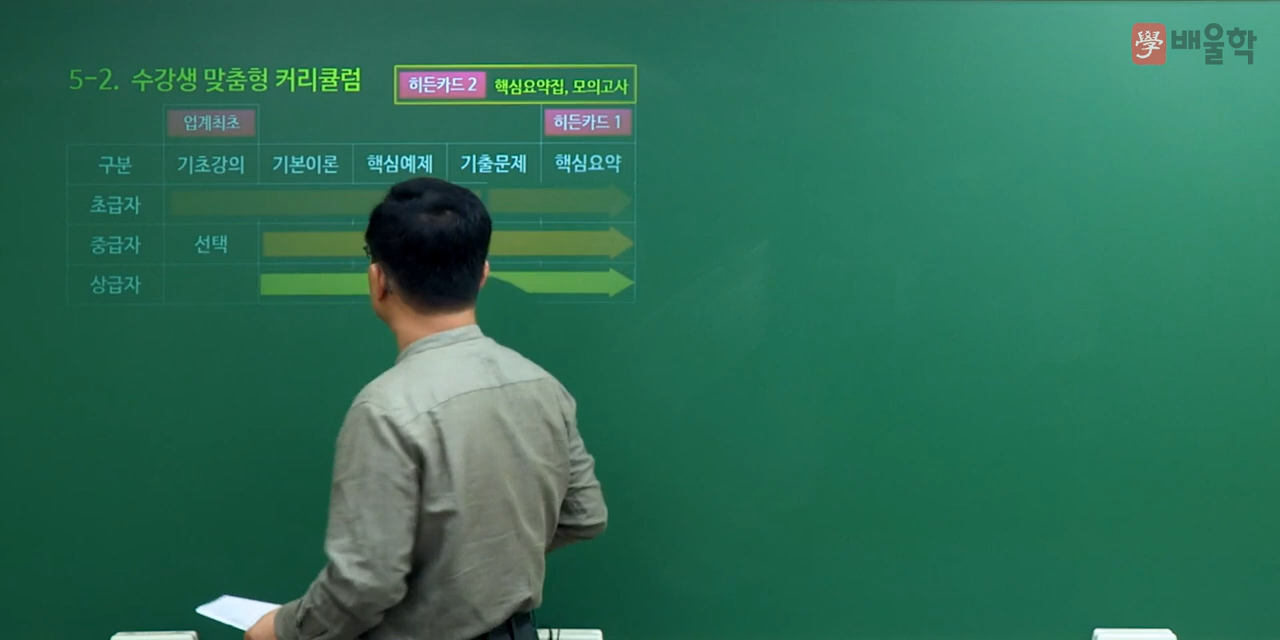 學 배울학
5-2. 수강생 맞춤형 커리큘럼
히든카드 2 핵심요약집, 모의고사
업계최초 히든카드 1
구분 기초강의 기본이론 핵심예제 기출문제 핵심요약
초급자
중급자 선택
상급자